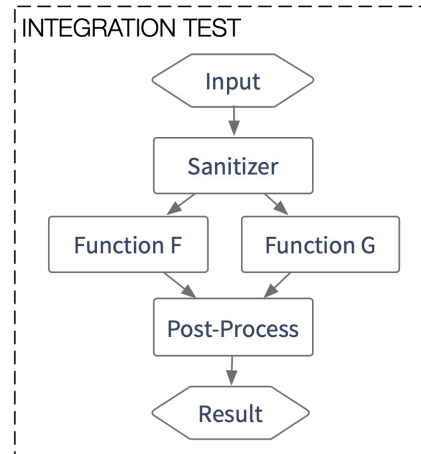 INTEGRATION TEST
Input
Sanitizer
Function F
Function G
Post-Process
Result